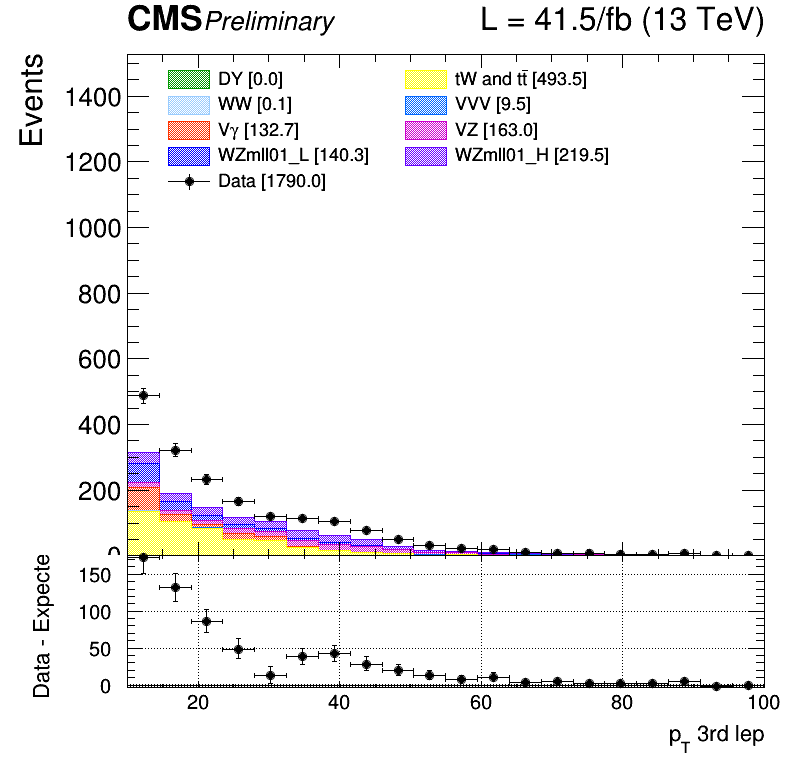 CMS Preliminary L = 41.5/fb (13 TeV)
Events
DY [0.0] tW and tt̄ [493.5]
WW [0.1] VVV [9.5]
Vγ [132.7] VZ [163.0]
WZmll01_L [140.3] WZmll01_H [219.5]
Data [1790.0]
1400
1200
1000
800
600
400
200
0
Data - Expecte
150
100
50
0
20 40 60 80 100
p_T 3rd lep